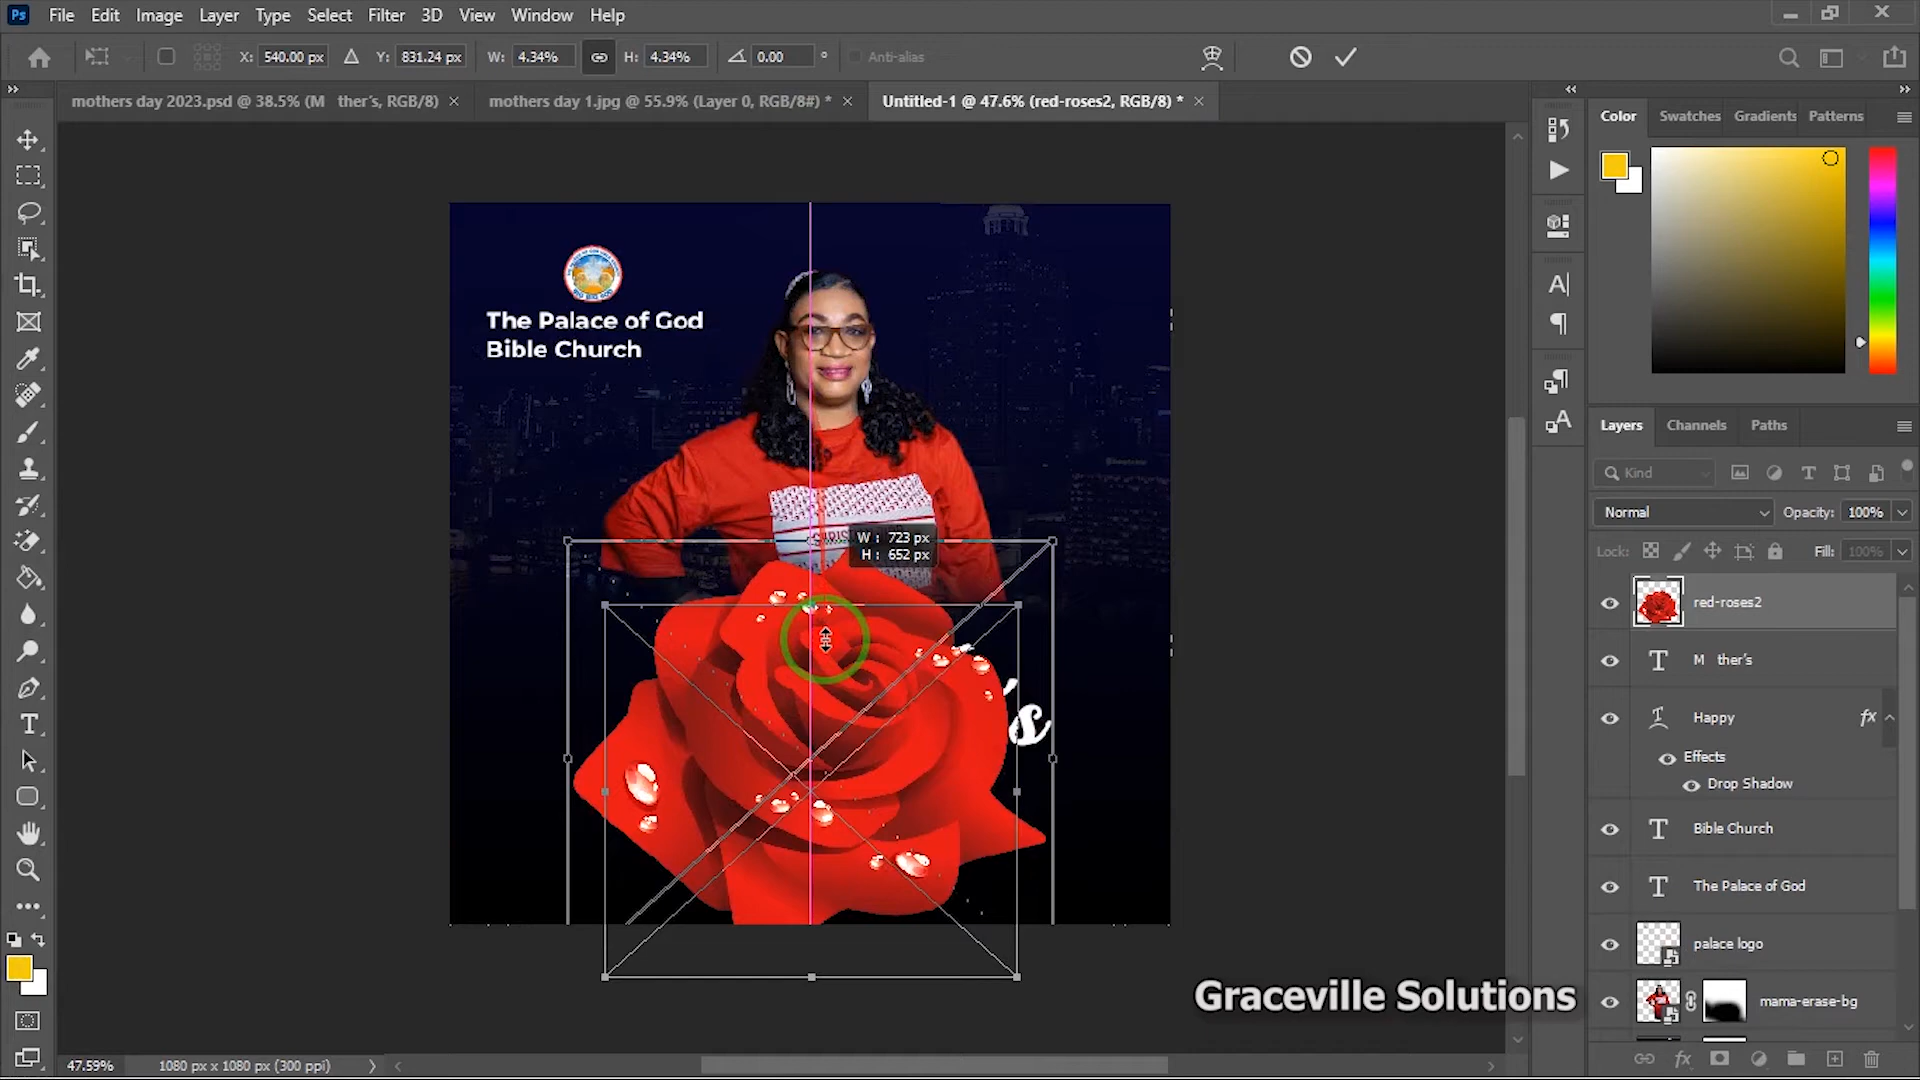 Ps File Edit Image Layer Type Select Filter 3D View Window Help
X: 540.00 px Y: 831.24 px W: 4.34% H: 4.34% 0.00 ° Anti-alias
mothers day 2023.psd @ 38.5% (M ther's, RGB/8) × mothers day 1.jpg @ 55.9% (Layer 0, RGB/8#) * × Untitled-1 @ 47.6% (red-roses2, RGB/8) * ×
Color Swatches Gradients Patterns
The Palace of God
Bible Church
W : 723 px
H : 652 px
's
Layers Channels Paths
Kind
Normal Opacity: 100%
Lock: Fill: 100%
red-roses2
M ther's
Happy fx
Effects
Drop Shadow
Bible Church
The Palace of God
palace logo
mama-erase-bg
Graceville Solutions
47.59% 1080 px x 1080 px (300 ppi)